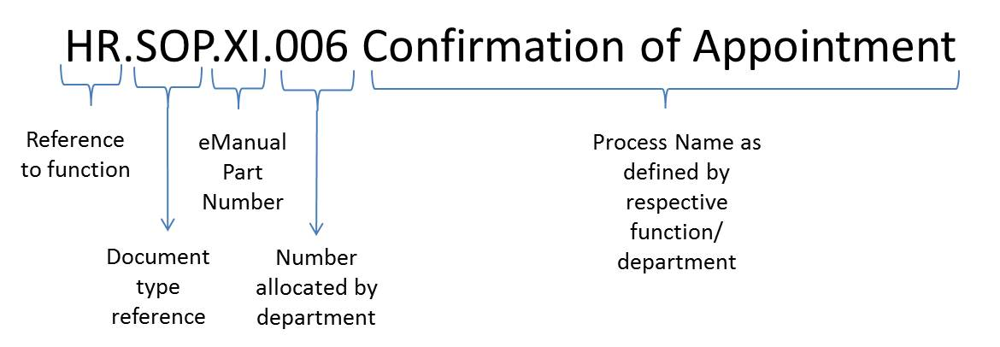 HR.SOP.XI.006 Confirmation of Appointment
Reference
to function
eManual
Part
Number
Process Name as
defined by
respective
function/
department
Document
type
reference
Number
allocated by
department